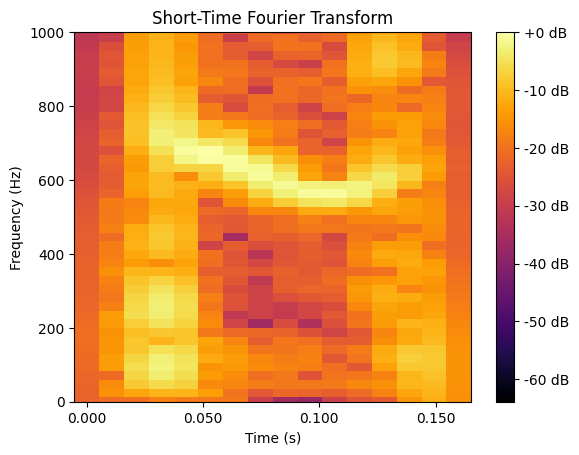 Short-Time Fourier Transform
Frequency (Hz)
1000
800
600
400
200
0
0.000
0.050
0.100
0.150
Time (s)
+0 dB
-10 dB
-20 dB
-30 dB
-40 dB
-50 dB
-60 dB